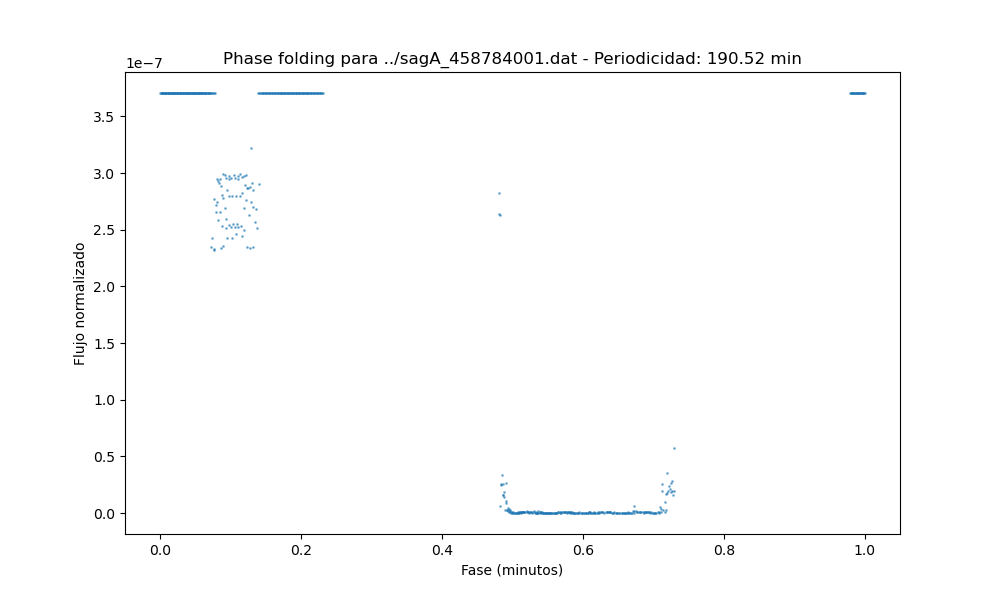 Phase folding para ../sagA_458784001.dat - Periodicidad: 190.52 min
1e−7
3.5
3.0
2.5
2.0
1.5
1.0
0.5
0.0
Flujo normalizado
0.0 0.2 0.4 0.6 0.8 1.0
Fase (minutos)